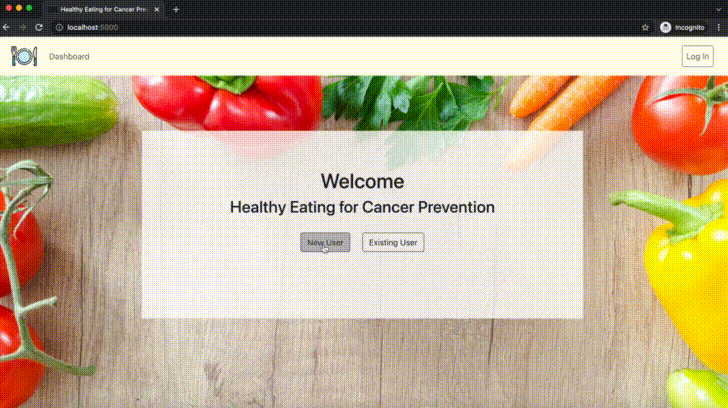 Healthy Eating for Cancer Prev
localhost:5000
Incognito
Dashboard
Log In
Welcome
Healthy Eating for Cancer Prevention
New User
Existing User